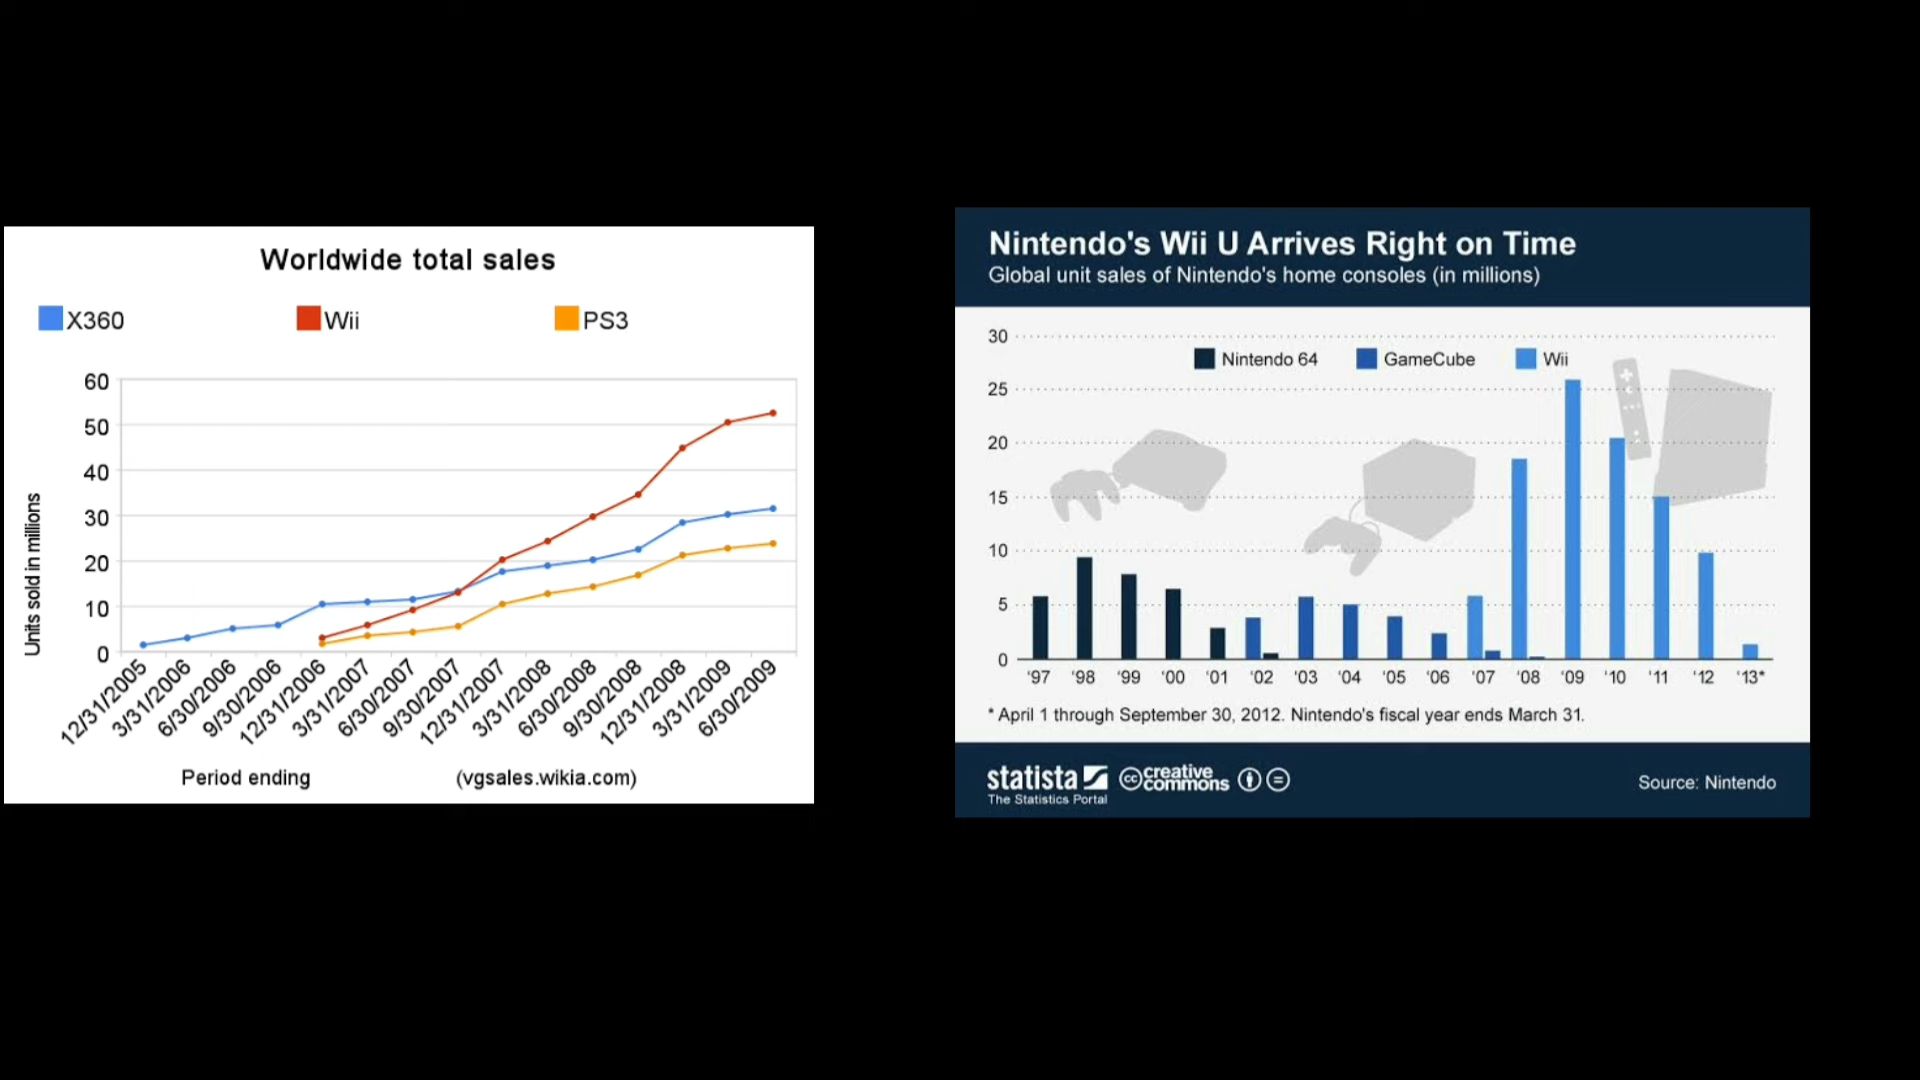 Worldwide total sales
X360
Wii
PS3
60
50
40
30
20
10
0
Units sold in millions
12/31/2005
3/31/2006
6/30/2006
9/30/2006
12/31/2006
3/31/2007
6/30/2007
9/30/2007
12/31/2007
3/31/2008
6/30/2008
9/30/2008
12/31/2008
3/31/2009
6/30/2009
Period ending (vgsales.wikia.com)
Nintendo's Wii U Arrives Right on Time
Global unit sales of Nintendo's home consoles (in millions)
30
Nintendo 64
GameCube
Wii
25
20
15
10
5
0
'97 '98 '99 '00 '01 '02 '03 '04 '05 '06 '07 '08 '09 '10 '11 '12 '13*
* April 1 through September 30, 2012. Nintendo's fiscal year ends March 31.
statista
The Statistics Portal
cc creative commons
Source: Nintendo